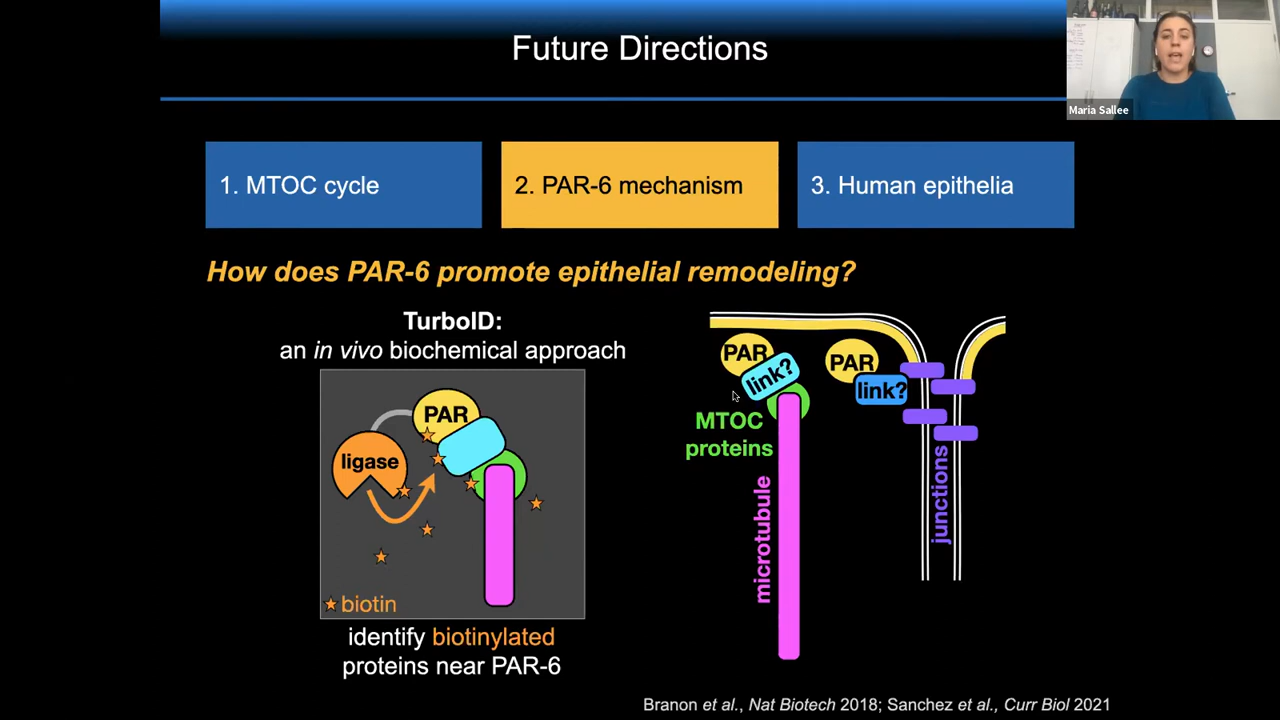 Future Directions
Maria Sallee
1. MTOC cycle
2. PAR-6 mechanism
3. Human epithelia
How does PAR-6 promote epithelial remodeling?
TurboID:
an in vivo biochemical approach
PAR
ligase
biotin
identify biotinylated
proteins near PAR-6
PAR
link?
PAR
link?
MTOC
proteins
microtubule
junctions
Branon et al., Nat Biotech 2018; Sanchez et al., Curr Biol 2021